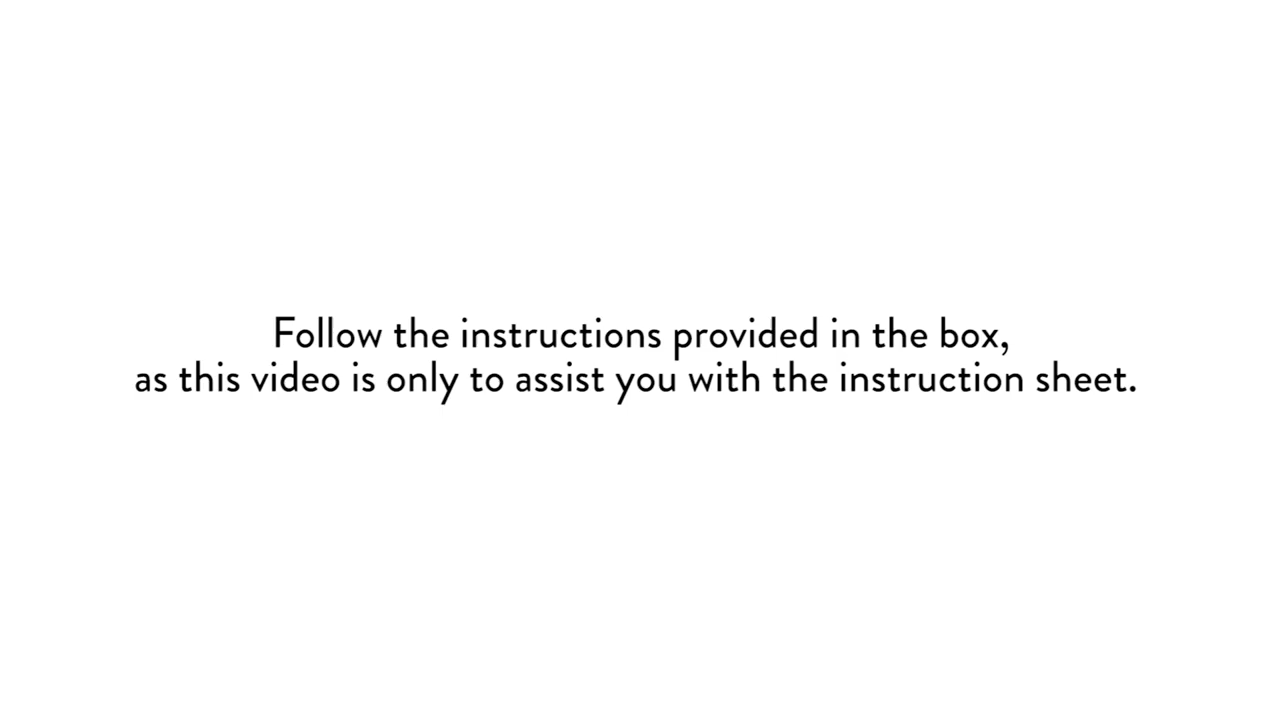 Follow the instructions provided in the box,
as this video is only to assist you with the instruction sheet.